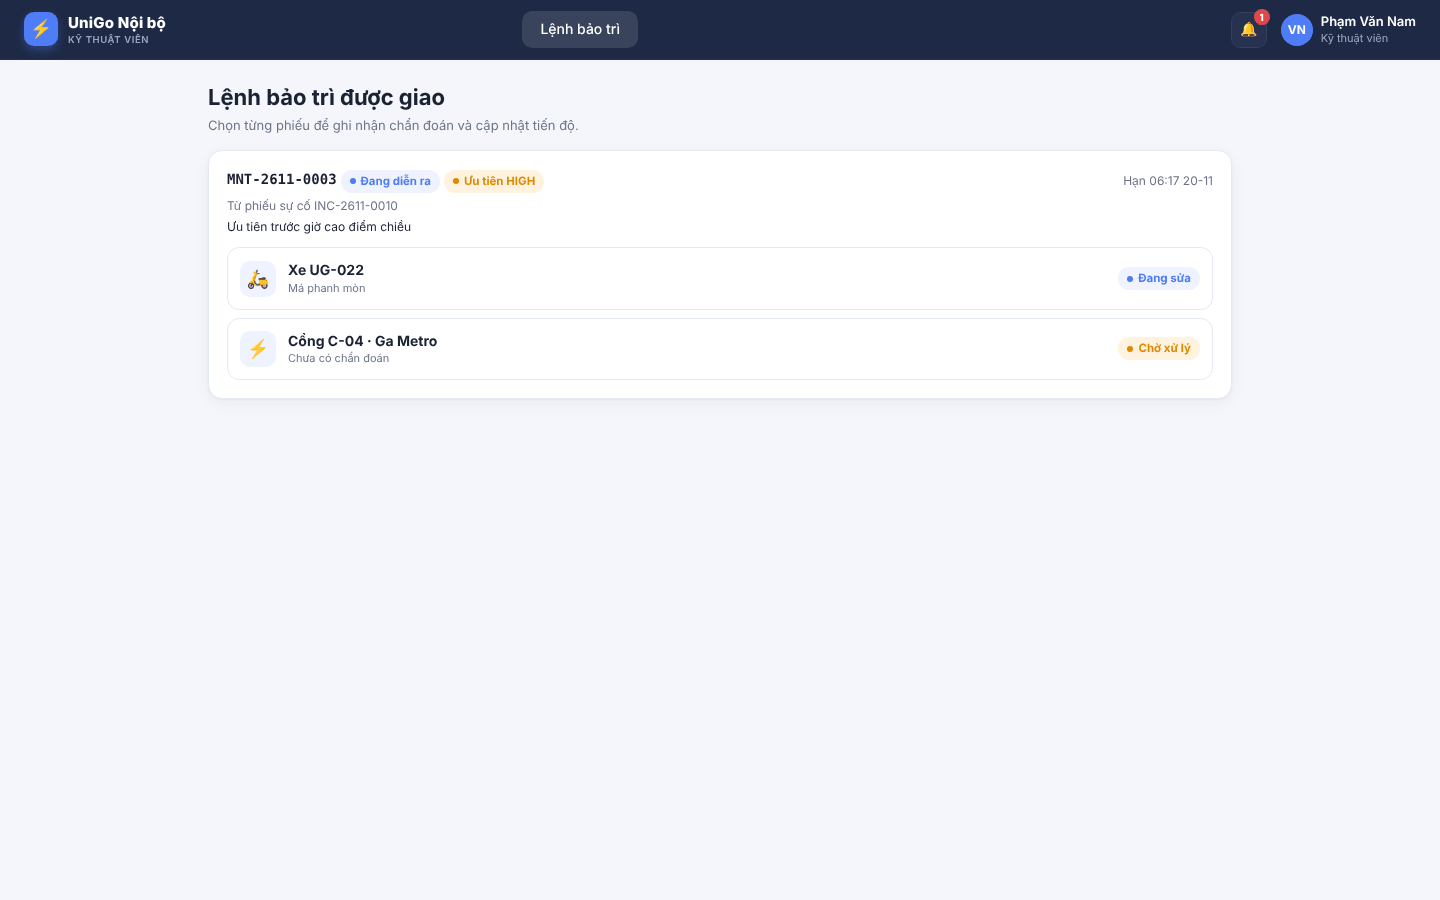 UniGo Nội bộ
KỸ THUẬT VIÊN
Lệnh bảo trì
1
VN
Phạm Văn Nam
Kỹ thuật viên
Lệnh bảo trì được giao
Chọn từng phiếu để ghi nhận chẩn đoán và cập nhật tiến độ.
MNT-2611-0003 Đang diễn ra Ưu tiên HIGH Hạn 06:17 20-11
Từ phiếu sự cố INC-2611-0010
Ưu tiên trước giờ cao điểm chiều
Xe UG-022
Má phanh mòn
Đang sửa
Cổng C-04 · Ga Metro
Chưa có chẩn đoán
Chờ xử lý